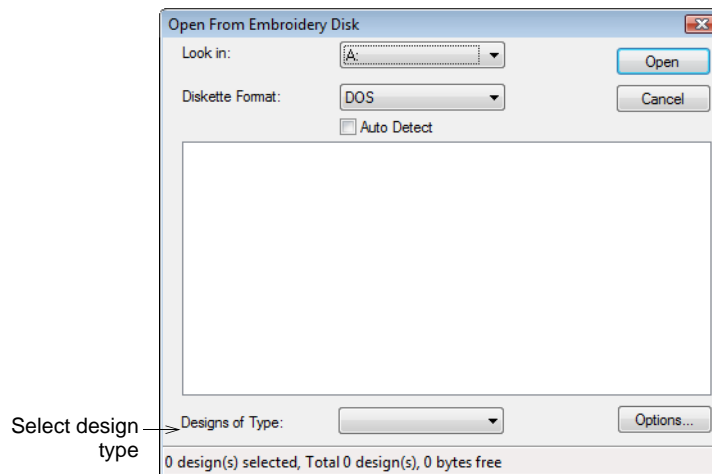 Open From Embroidery Disk
Look in:
A:
Open
Diskette Format:
DOS
Cancel
Auto Detect
Select design
type
Designs of Type:
Options...
0 design(s) selected, Total 0 design(s), 0 bytes free